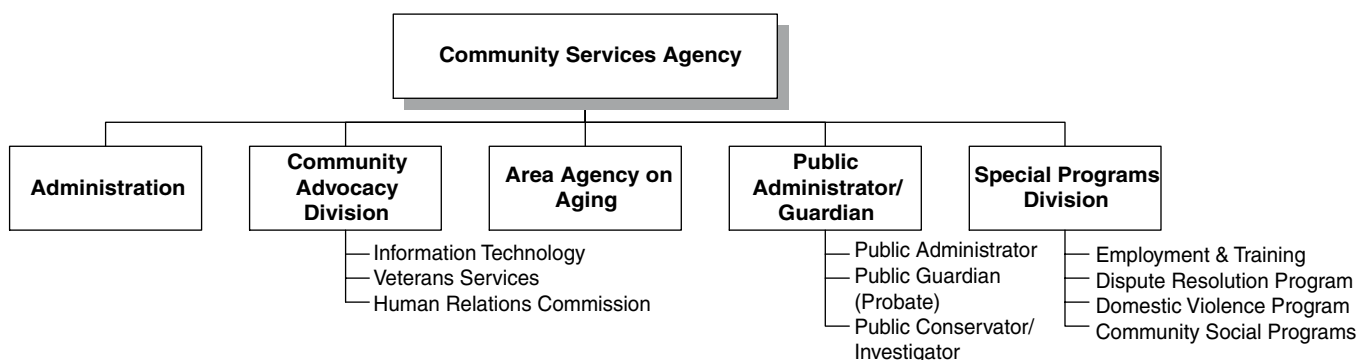 Community Services Agency
Administration
Community
Advocacy
Division
Information Technology
Veterans Services
Human Relations Commission
Area Agency on
Aging
Public
Administrator/
Guardian
Public Administrator
Public Guardian
(Probate)
Public Conservator/
Investigator
Special Programs
Division
Employment & Training
Dispute Resolution Program
Domestic Violence Program
Community Social Programs